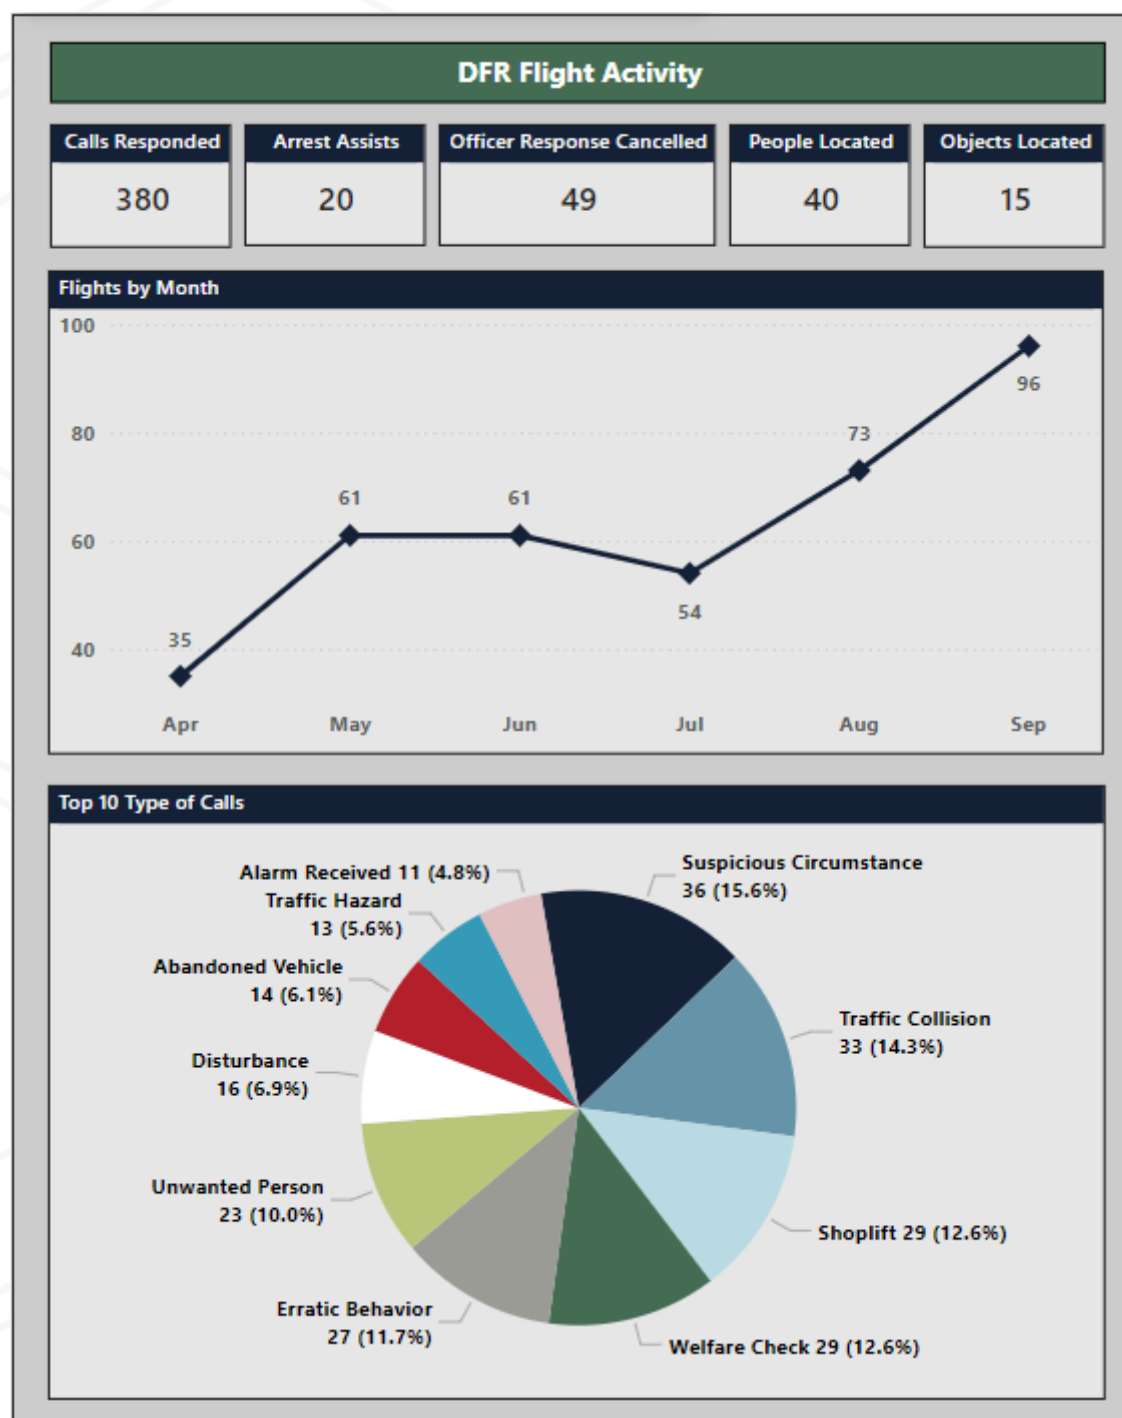 DFR Flight Activity
Calls Responded
380
Arrest Assists
20
Officer Response Cancelled
49
People Located
40
Objects Located
15
Flights by Month
100
80
60
40
35
61
61
54
73
96
Apr
May
Jun
Jul
Aug
Sep
Top 10 Type of Calls
Suspicious Circumstance
36 (15.6%)
Traffic Collision
33 (14.3%)
Shoplift 29 (12.6%)
Welfare Check 29 (12.6%)
Erratic Behavior
27 (11.7%)
Unwanted Person
23 (10.0%)
Disturbance
16 (6.9%)
Abandoned Vehicle
14 (6.1%)
Traffic Hazard
13 (5.6%)
Alarm Received 11 (4.8%)